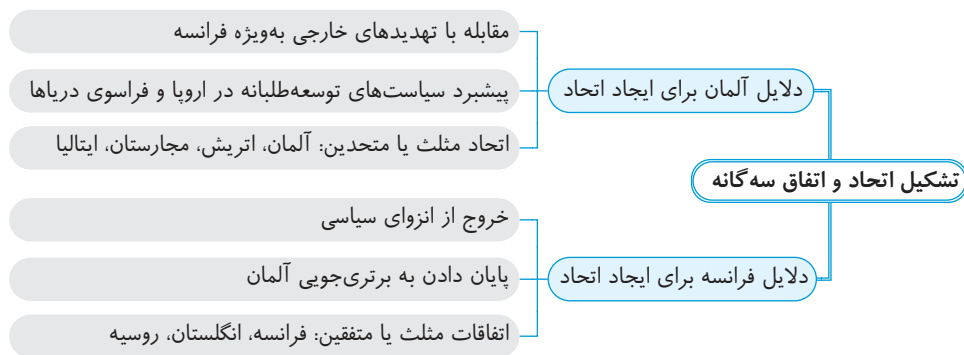 تشکیل اتحاد و اتفاق سه‌گانه
دلایل آلمان برای ایجاد اتحاد
مقابله با تهدیدهای خارجی به‌ویژه فرانسه
پیشبرد سیاست‌های توسعه‌طلبانه در اروپا و فراسوی دریاها
اتحاد مثلث یا متحدین: آلمان، اتریش، مجارستان، ایتالیا
دلایل فرانسه برای ایجاد اتحاد
خروج از انزوای سیاسی
پایان دادن به برتری‌جویی آلمان
اتفاقات مثلث یا متفقین: فرانسه، انگلستان، روسیه